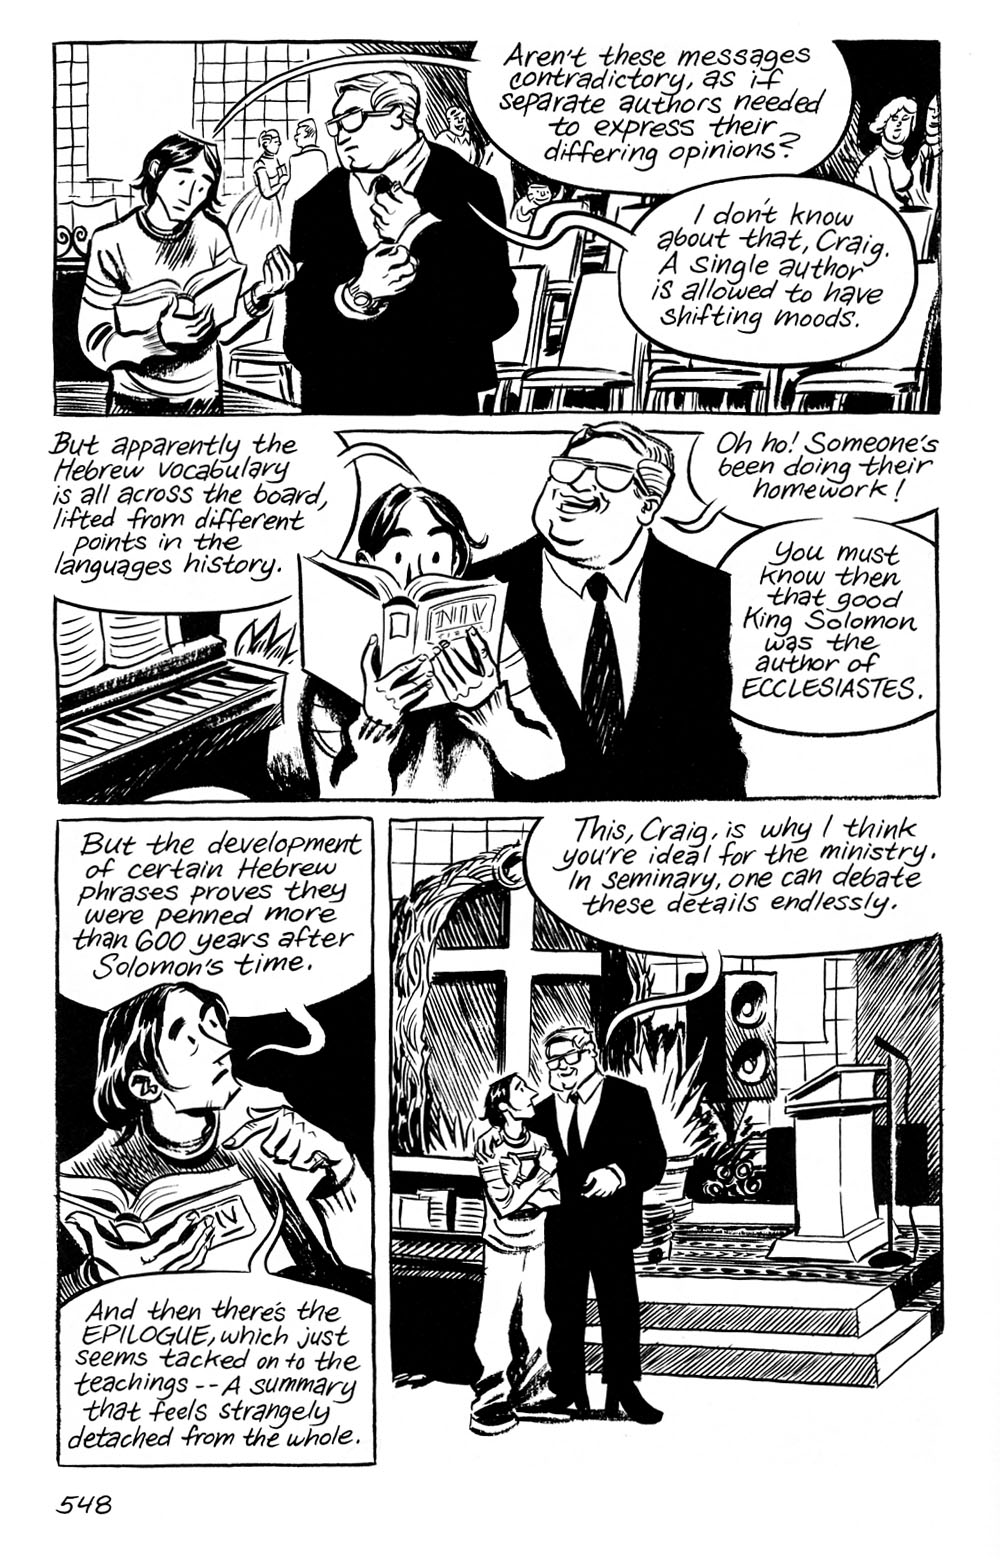 Aren't these messages
contradictory, as if
separate authors needed
to express their
differing opinions?
I don't know
about that, Craig.
A single author
is allowed to have
shifting moods.
But apparently the
Hebrew vocabulary
is all across the board,
lifted from different
points in the
languages history.
Oh ho! Someone's
been doing their
homework!
NIV
You must
know then
that good
King Solomon
was the
author of
ECCLESIASTES.
But the development
of certain Hebrew
phrases proves they
were penned more
than 600 years after
Solomon's time.
NIV
And then there's the
EPILOGUE, which just
seems tacked on to the
teachings -- A summary
that feels strangely
detached from the whole.
This, Craig, is why I think
you're ideal for the ministry.
In seminary, one can debate
these details endlessly.
548